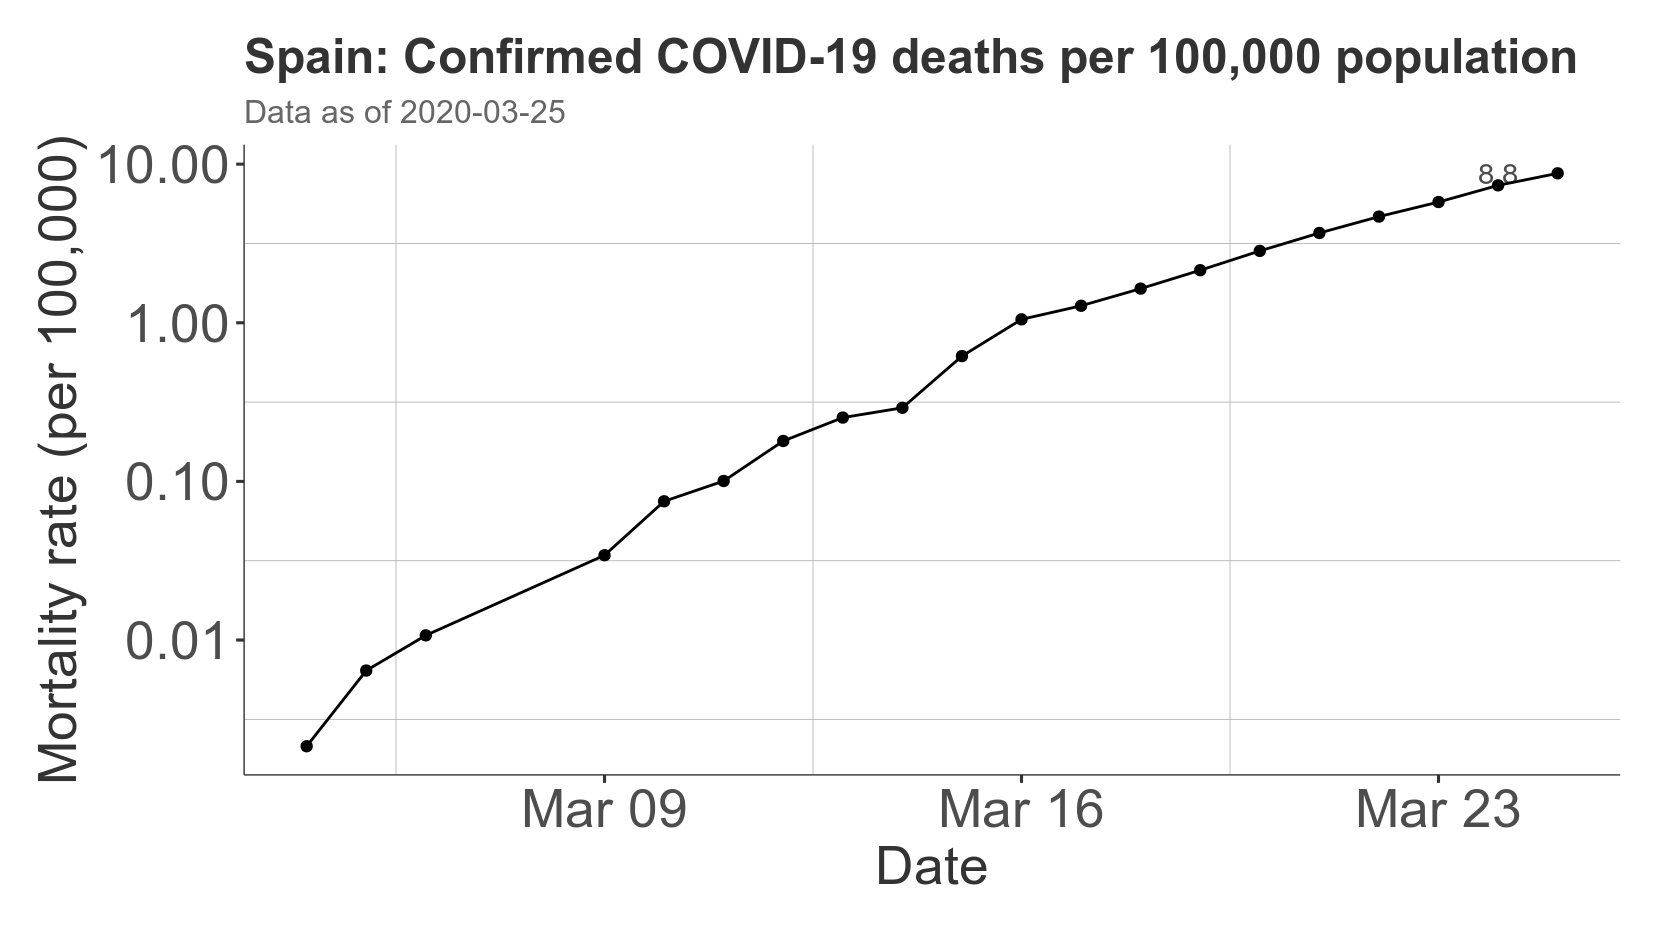 Spain: Confirmed COVID-19 deaths per 100,000 population
Data as of 2020-03-25
Mortality rate (per 100,000)
10.00
1.00
0.10
0.01
8.8
Mar 09
Mar 16
Mar 23
Date